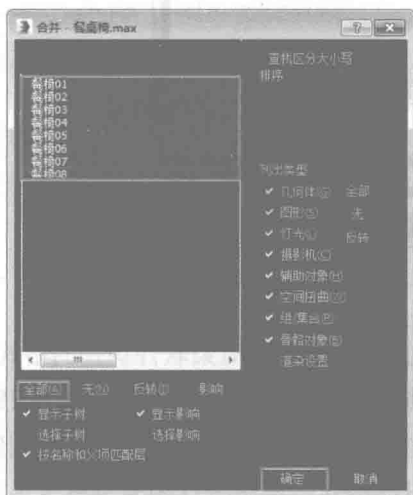 合并 - 餐桌椅.max
查找区分大小写
排序
餐椅01
餐椅02
餐椅03
餐椅04
餐椅05
餐椅06
餐椅07
餐椅08
列出类型
几何体(G) 全部
图形(S) 无
灯光(L) 反转
摄影机(C)
辅助对象(H)
空间扭曲(W)
组/集合(P)
骨骼对象(B)
渲染设置
全部(A) 无(N) 反转(I) 影响
显示子树 显示影响
选择子树 选择影响
按名称和父项匹配层
确定 取消